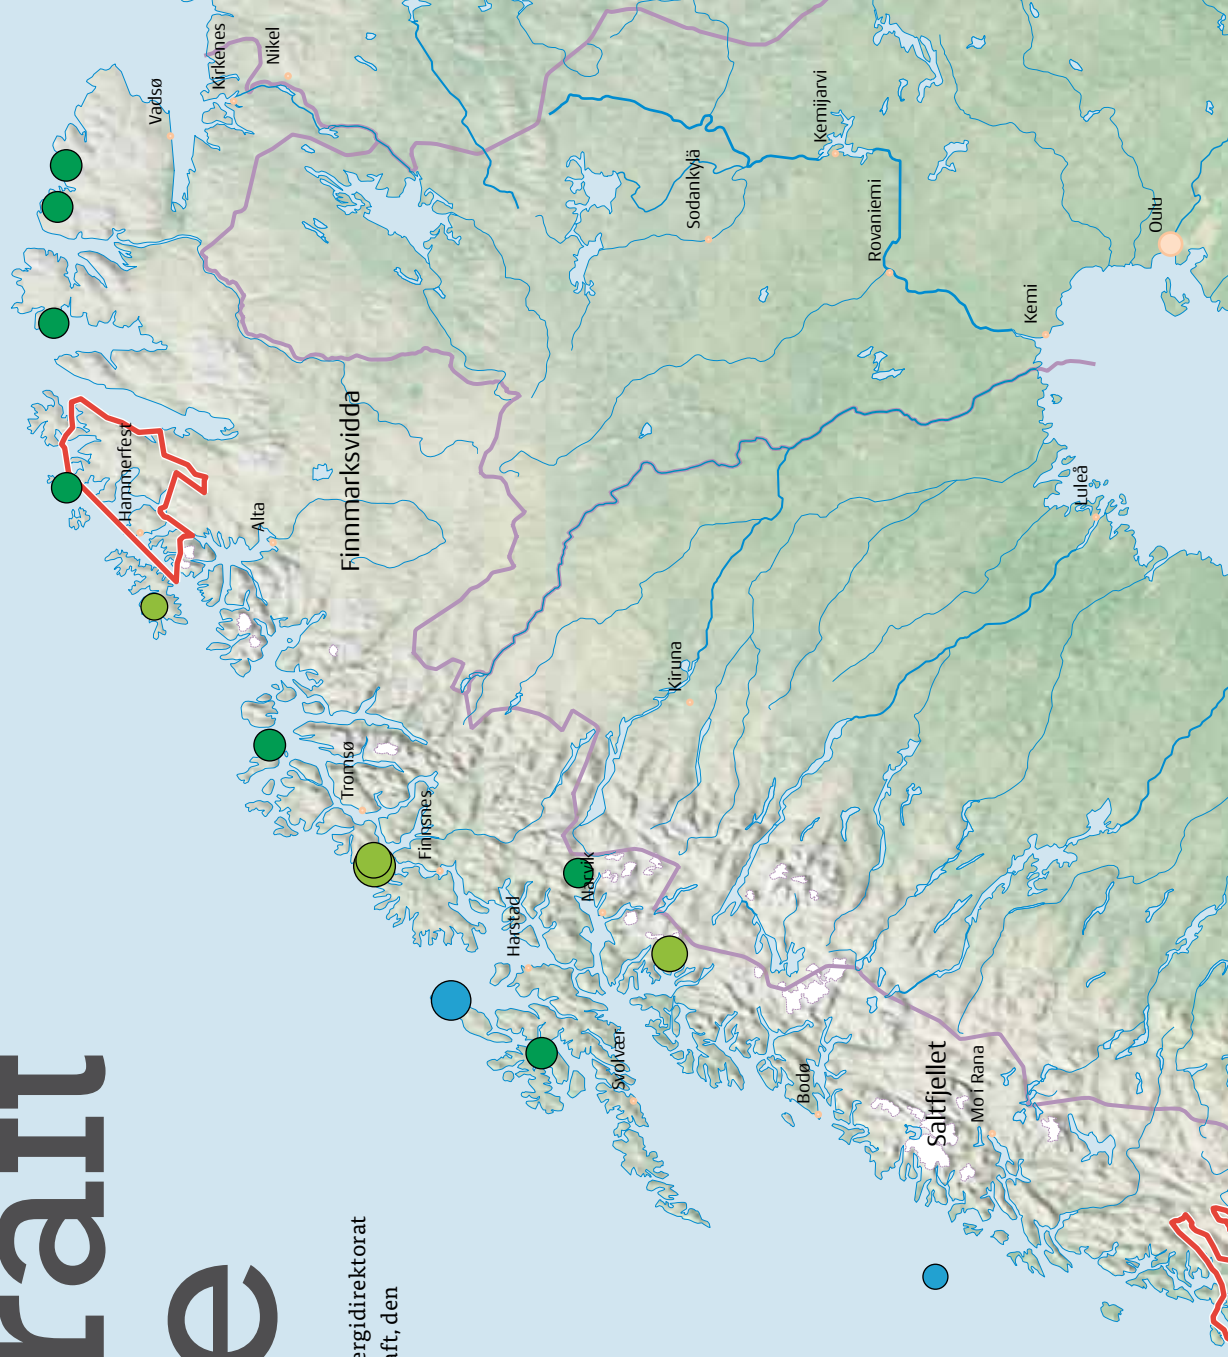 raft
e
ergidirektorat
aft, den
Hammerfest
Vadsø
Kirkenes
Alta
Nikel
Tromsø
Finnmarksvidda
Finnsnes
Harstad
Narvik
Svolvær
Kiruna
Sodankylä
Bodø
Kemijarvi
Rovaniemi
Saltfjellet
Mo i Rana
Kemi
Luleå
Oulu